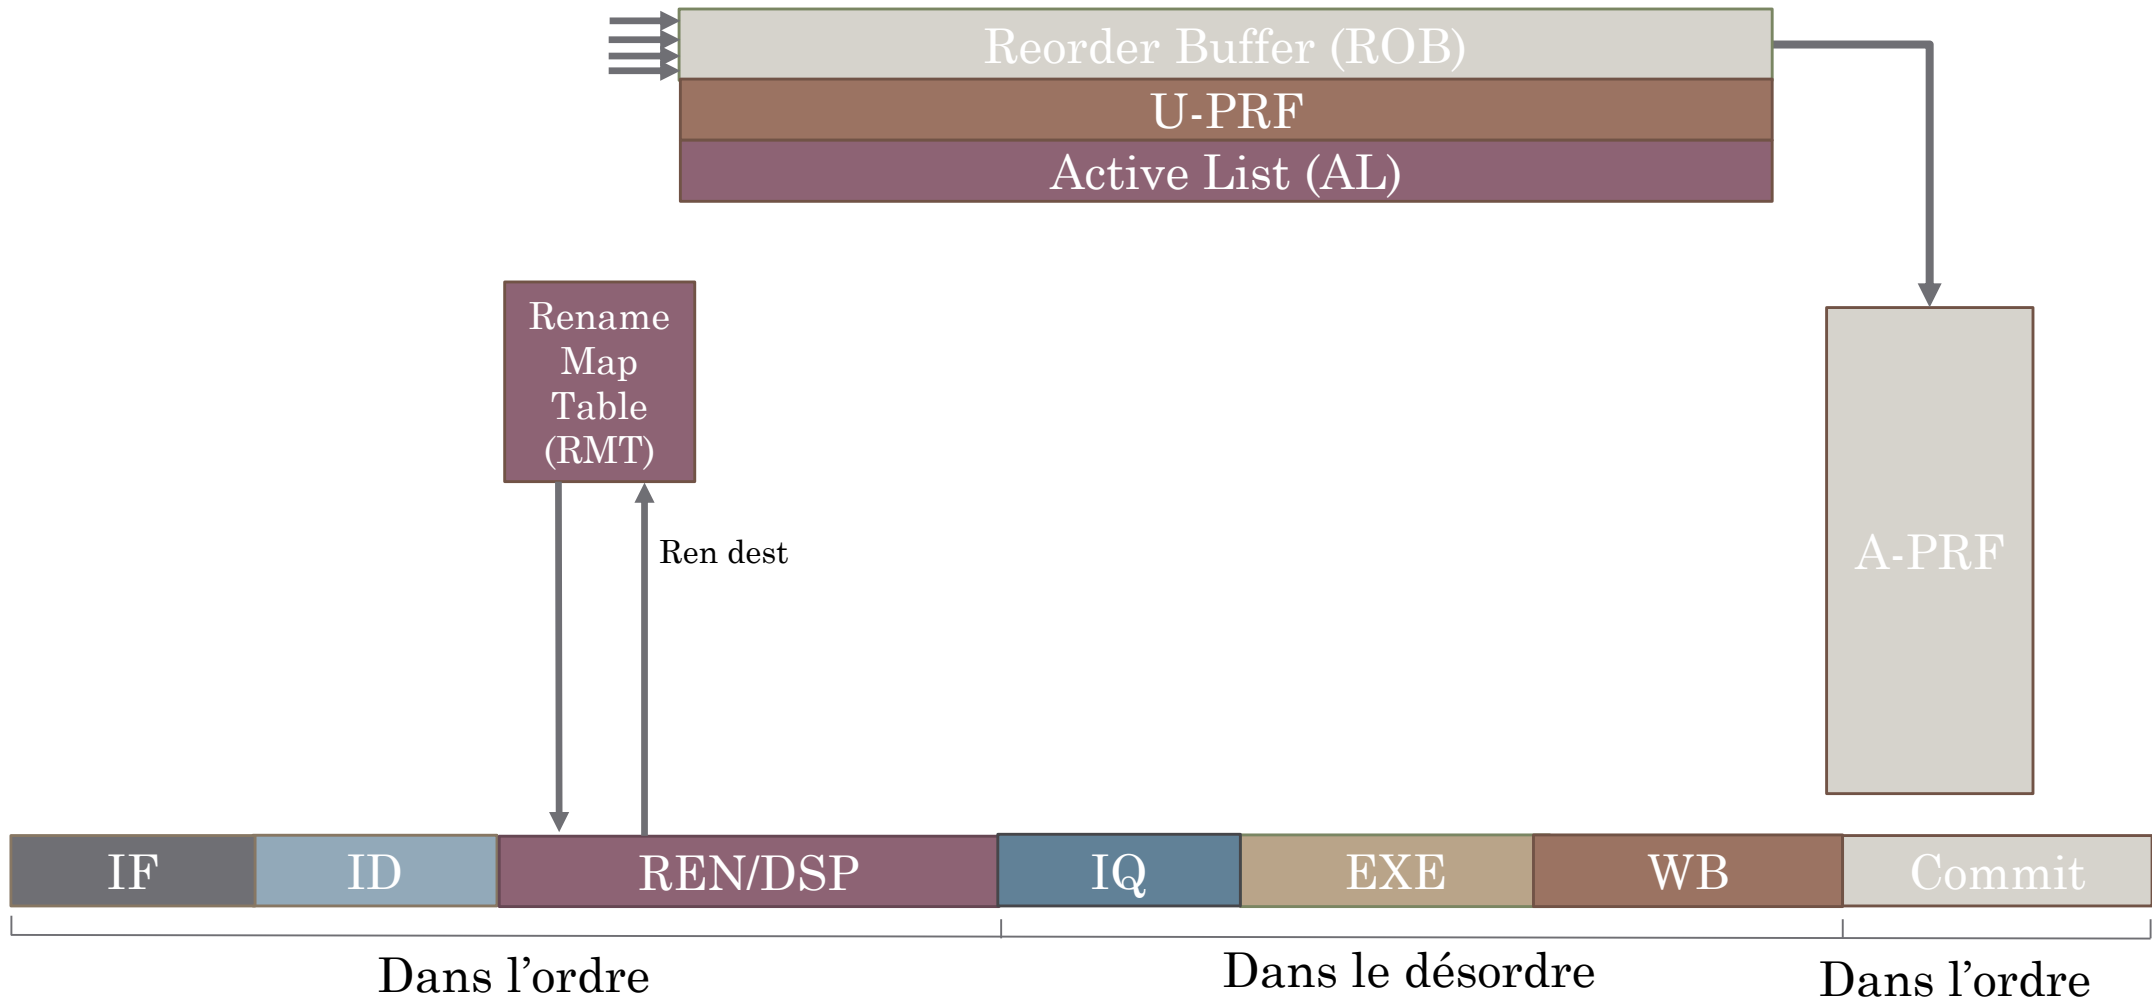 Reorder Buffer (ROB)
U-PRF
Active List (AL)
Rename
Map
Table
(RMT)
Ren dest
A-PRF
IF
ID
REN/DSP
IQ
EXE
WB
Commit
Dans l’ordre
Dans le désordre
Dans l’ordre